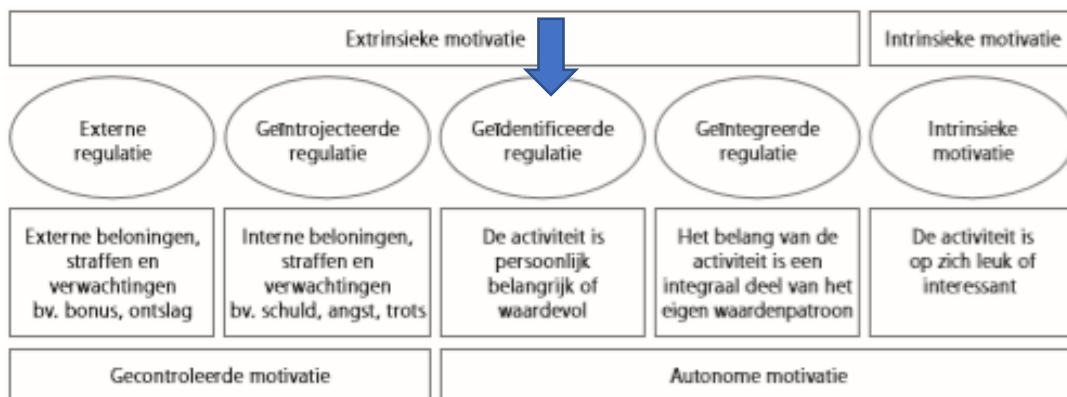 Extrinsieke motivatie
Intrinsieke motivatie
Externe
regulatie
Geïntrojecteerde
regulatie
Geïdentificeerde
regulatie
Geïntegreerde
regulatie
Intrinsieke
motivatie
Externe beloningen,
straffen en
verwachtingen
bv. bonus, ontslag
Interne beloningen,
straffen en
verwachtingen
bv. schuld, angst, trots
De activiteit is
persoonlijk
belangrijk of
waardevol
Het belang van de
activiteit is een
integraal deel van het
eigen waardenpatroon
De activiteit is
op zich leuk of
interessant
Gecontroleerde motivatie
Autonome motivatie